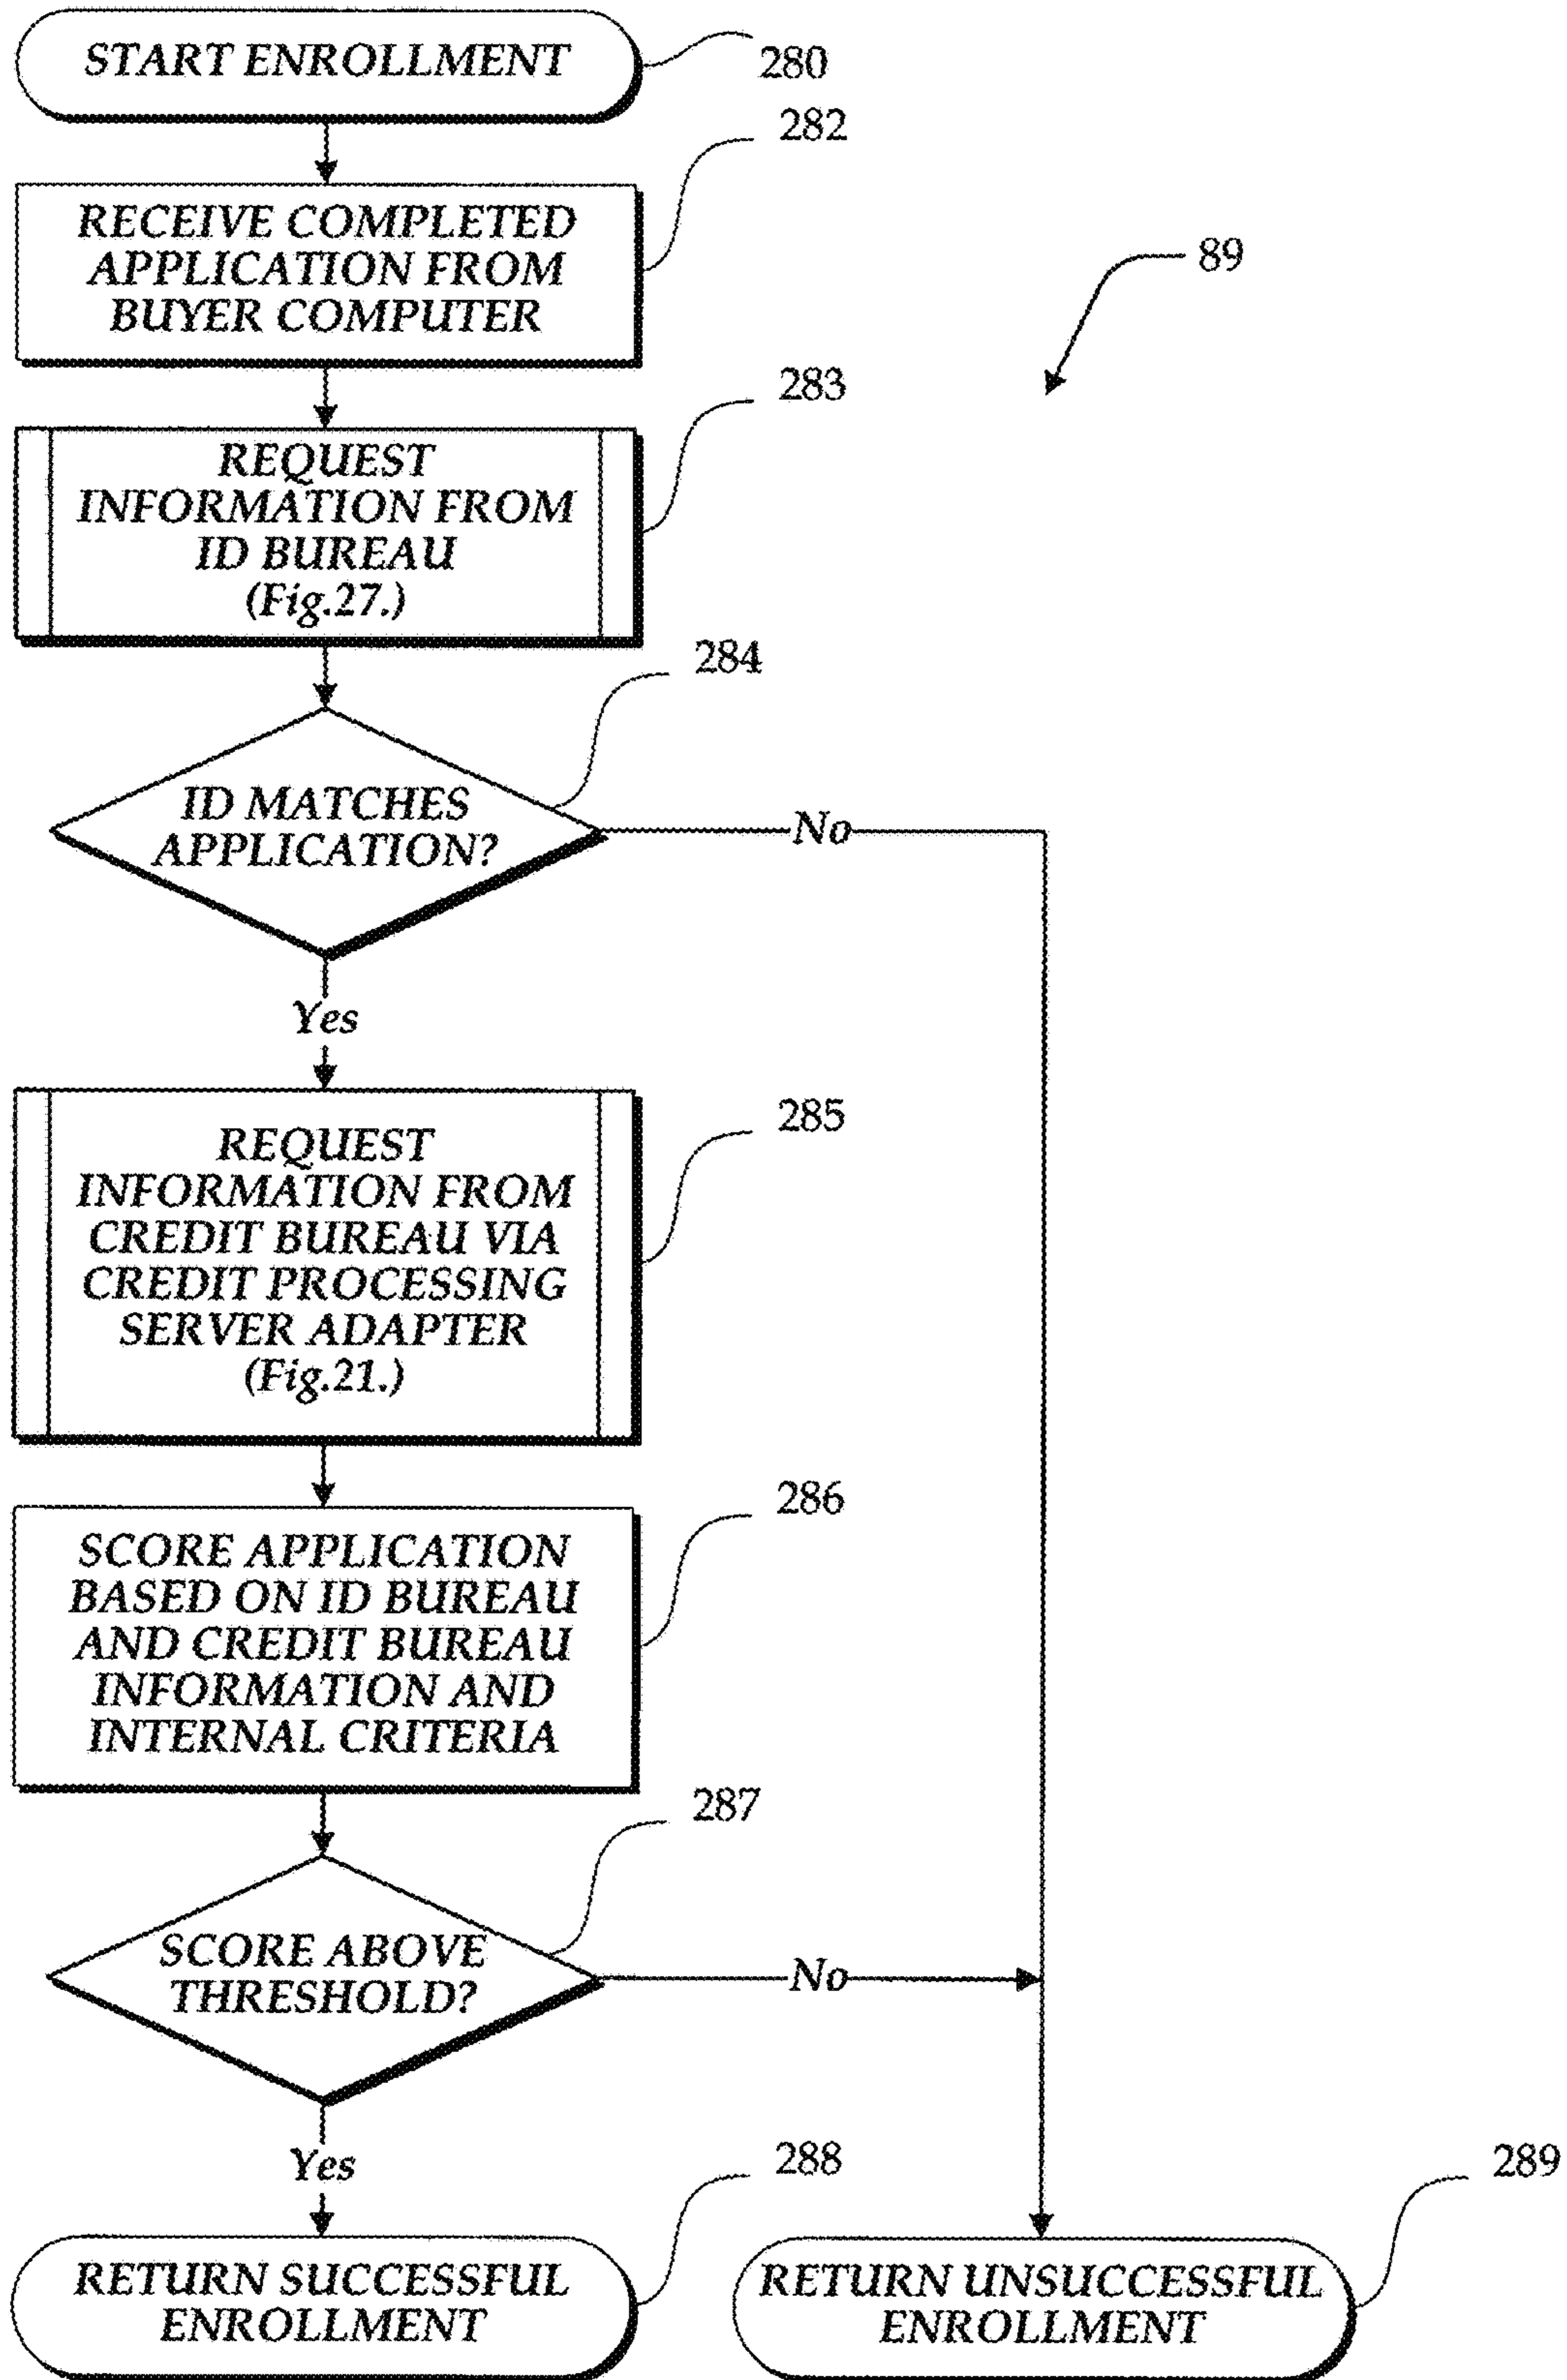 START ENROLLMENT
280
282
RECEIVE COMPLETED
APPLICATION FROM
BUYER COMPUTER
89
283
REQUEST
INFORMATION FROM
ID BUREAU
(Fig.27.)
284
ID MATCHES
APPLICATION?
No
Yes
285
REQUEST
INFORMATION FROM
CREDIT BUREAU VIA
CREDIT PROCESSING
SERVER ADAPTER
(Fig.21.)
286
SCORE APPLICATION
BASED ON ID BUREAU
AND CREDIT BUREAU
INFORMATION AND
INTERNAL CRITERIA
287
SCORE ABOVE
THRESHOLD?
No
Yes
288
289
RETURN SUCCESSFUL
ENROLLMENT
RETURN UNSUCCESSFUL
ENROLLMENT